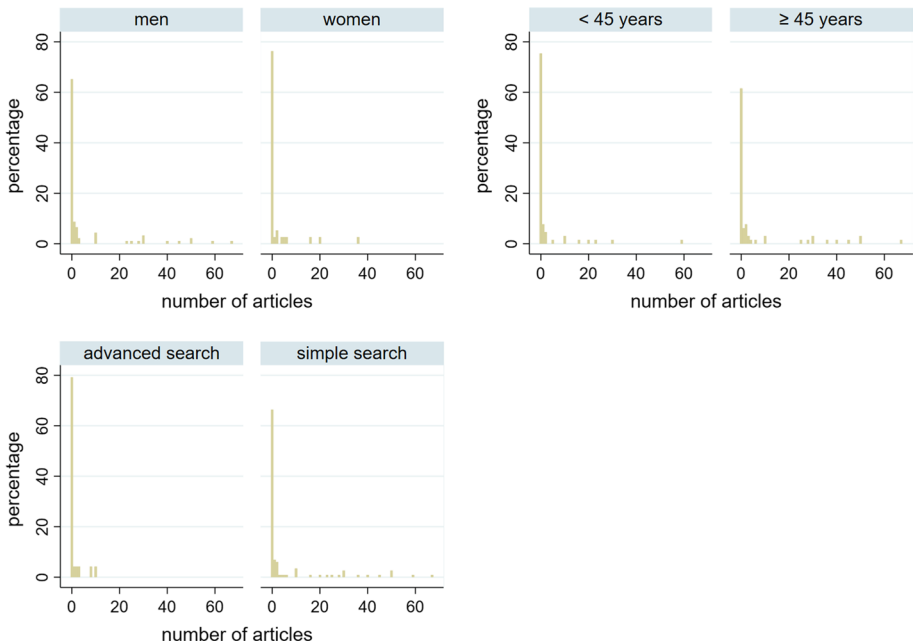 men women
80
60
40
20
0
percentage
0 20 40 60 0 20 40 60
number of articles
< 45 years ≥ 45 years
80
60
40
20
0
percentage
0 20 40 60 0 20 40 60
number of articles
advanced search simple search
80
60
40
20
0
percentage
0 20 40 60 0 20 40 60
number of articles